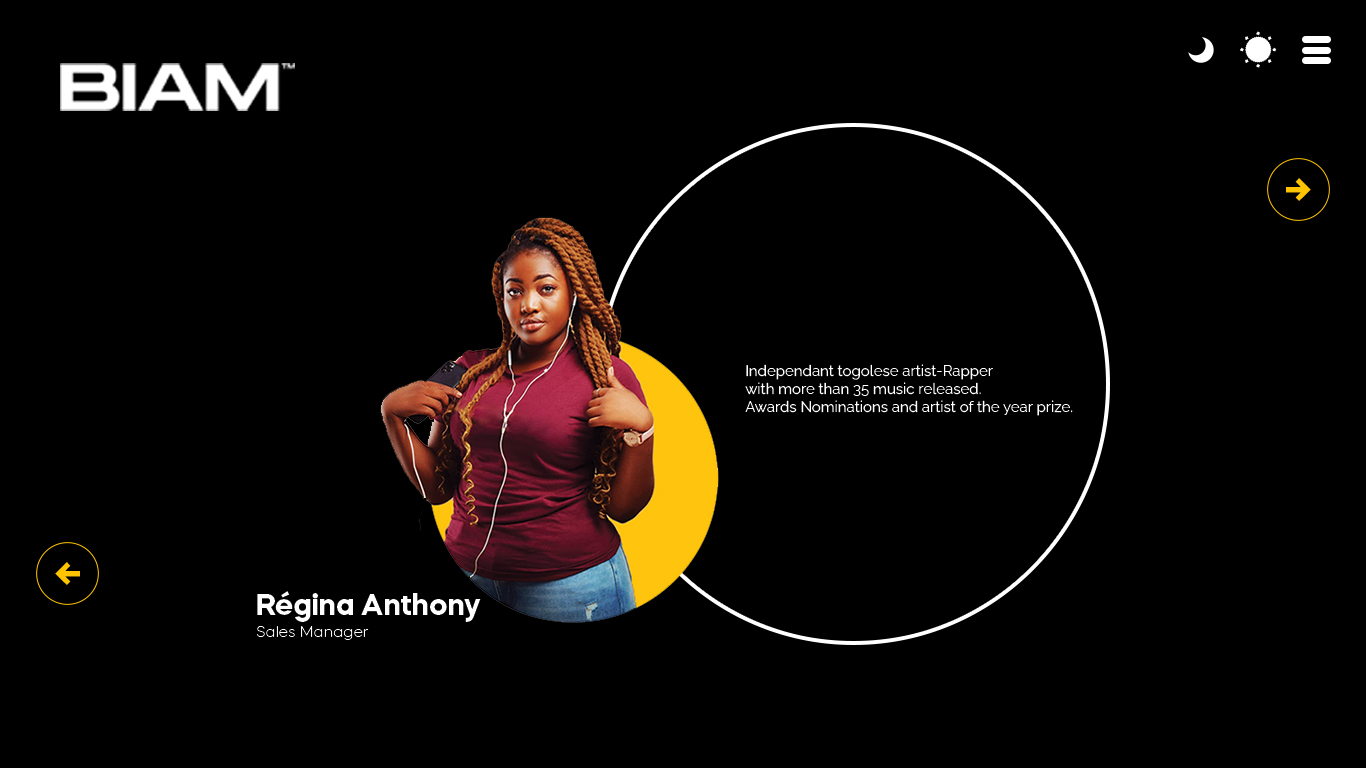 BIAM™
Independant togolese artist-Rapper
with more than 35 music released.
Awards Nominations and artist of the year prize.
Régina Anthony
Sales Manager